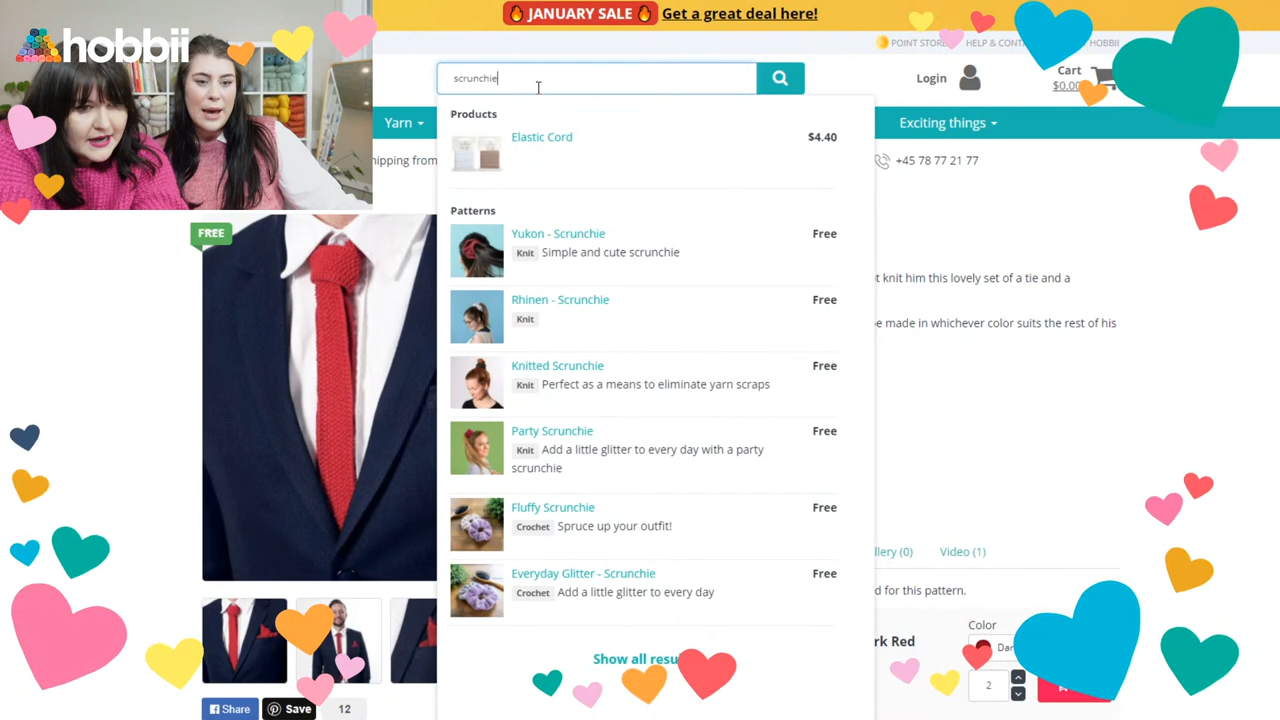 🔥 JANUARY SALE 🔥 Get a great deal here!
hobbii
POINT STORE
HELP & CONT
HOBBII
scrunchie
Login
Cart
$0.00
Yarn
Exciting things
hipping from
+45 78 77 21 77
Products
Elastic Cord $4.40
Patterns
Yukon - Scrunchie Free
Knit Simple and cute scrunchie
Rhinen - Scrunchie Free
Knit
Knitted Scrunchie Free
Knit Perfect as a means to eliminate yarn scraps
Party Scrunchie Free
Knit Add a little glitter to every day with a party
scrunchie
Fluffy Scrunchie Free
Crochet Spruce up your outfit!
Everyday Glitter - Scrunchie Free
Crochet Add a little glitter to every day
Show all resu
FREE
ot knit him this lovely set of a tie and a
e made in whichever color suits the rest of his
llery (0) Video (1)
d for this pattern.
rk Red
Color
Dar
2
Share
Save
12